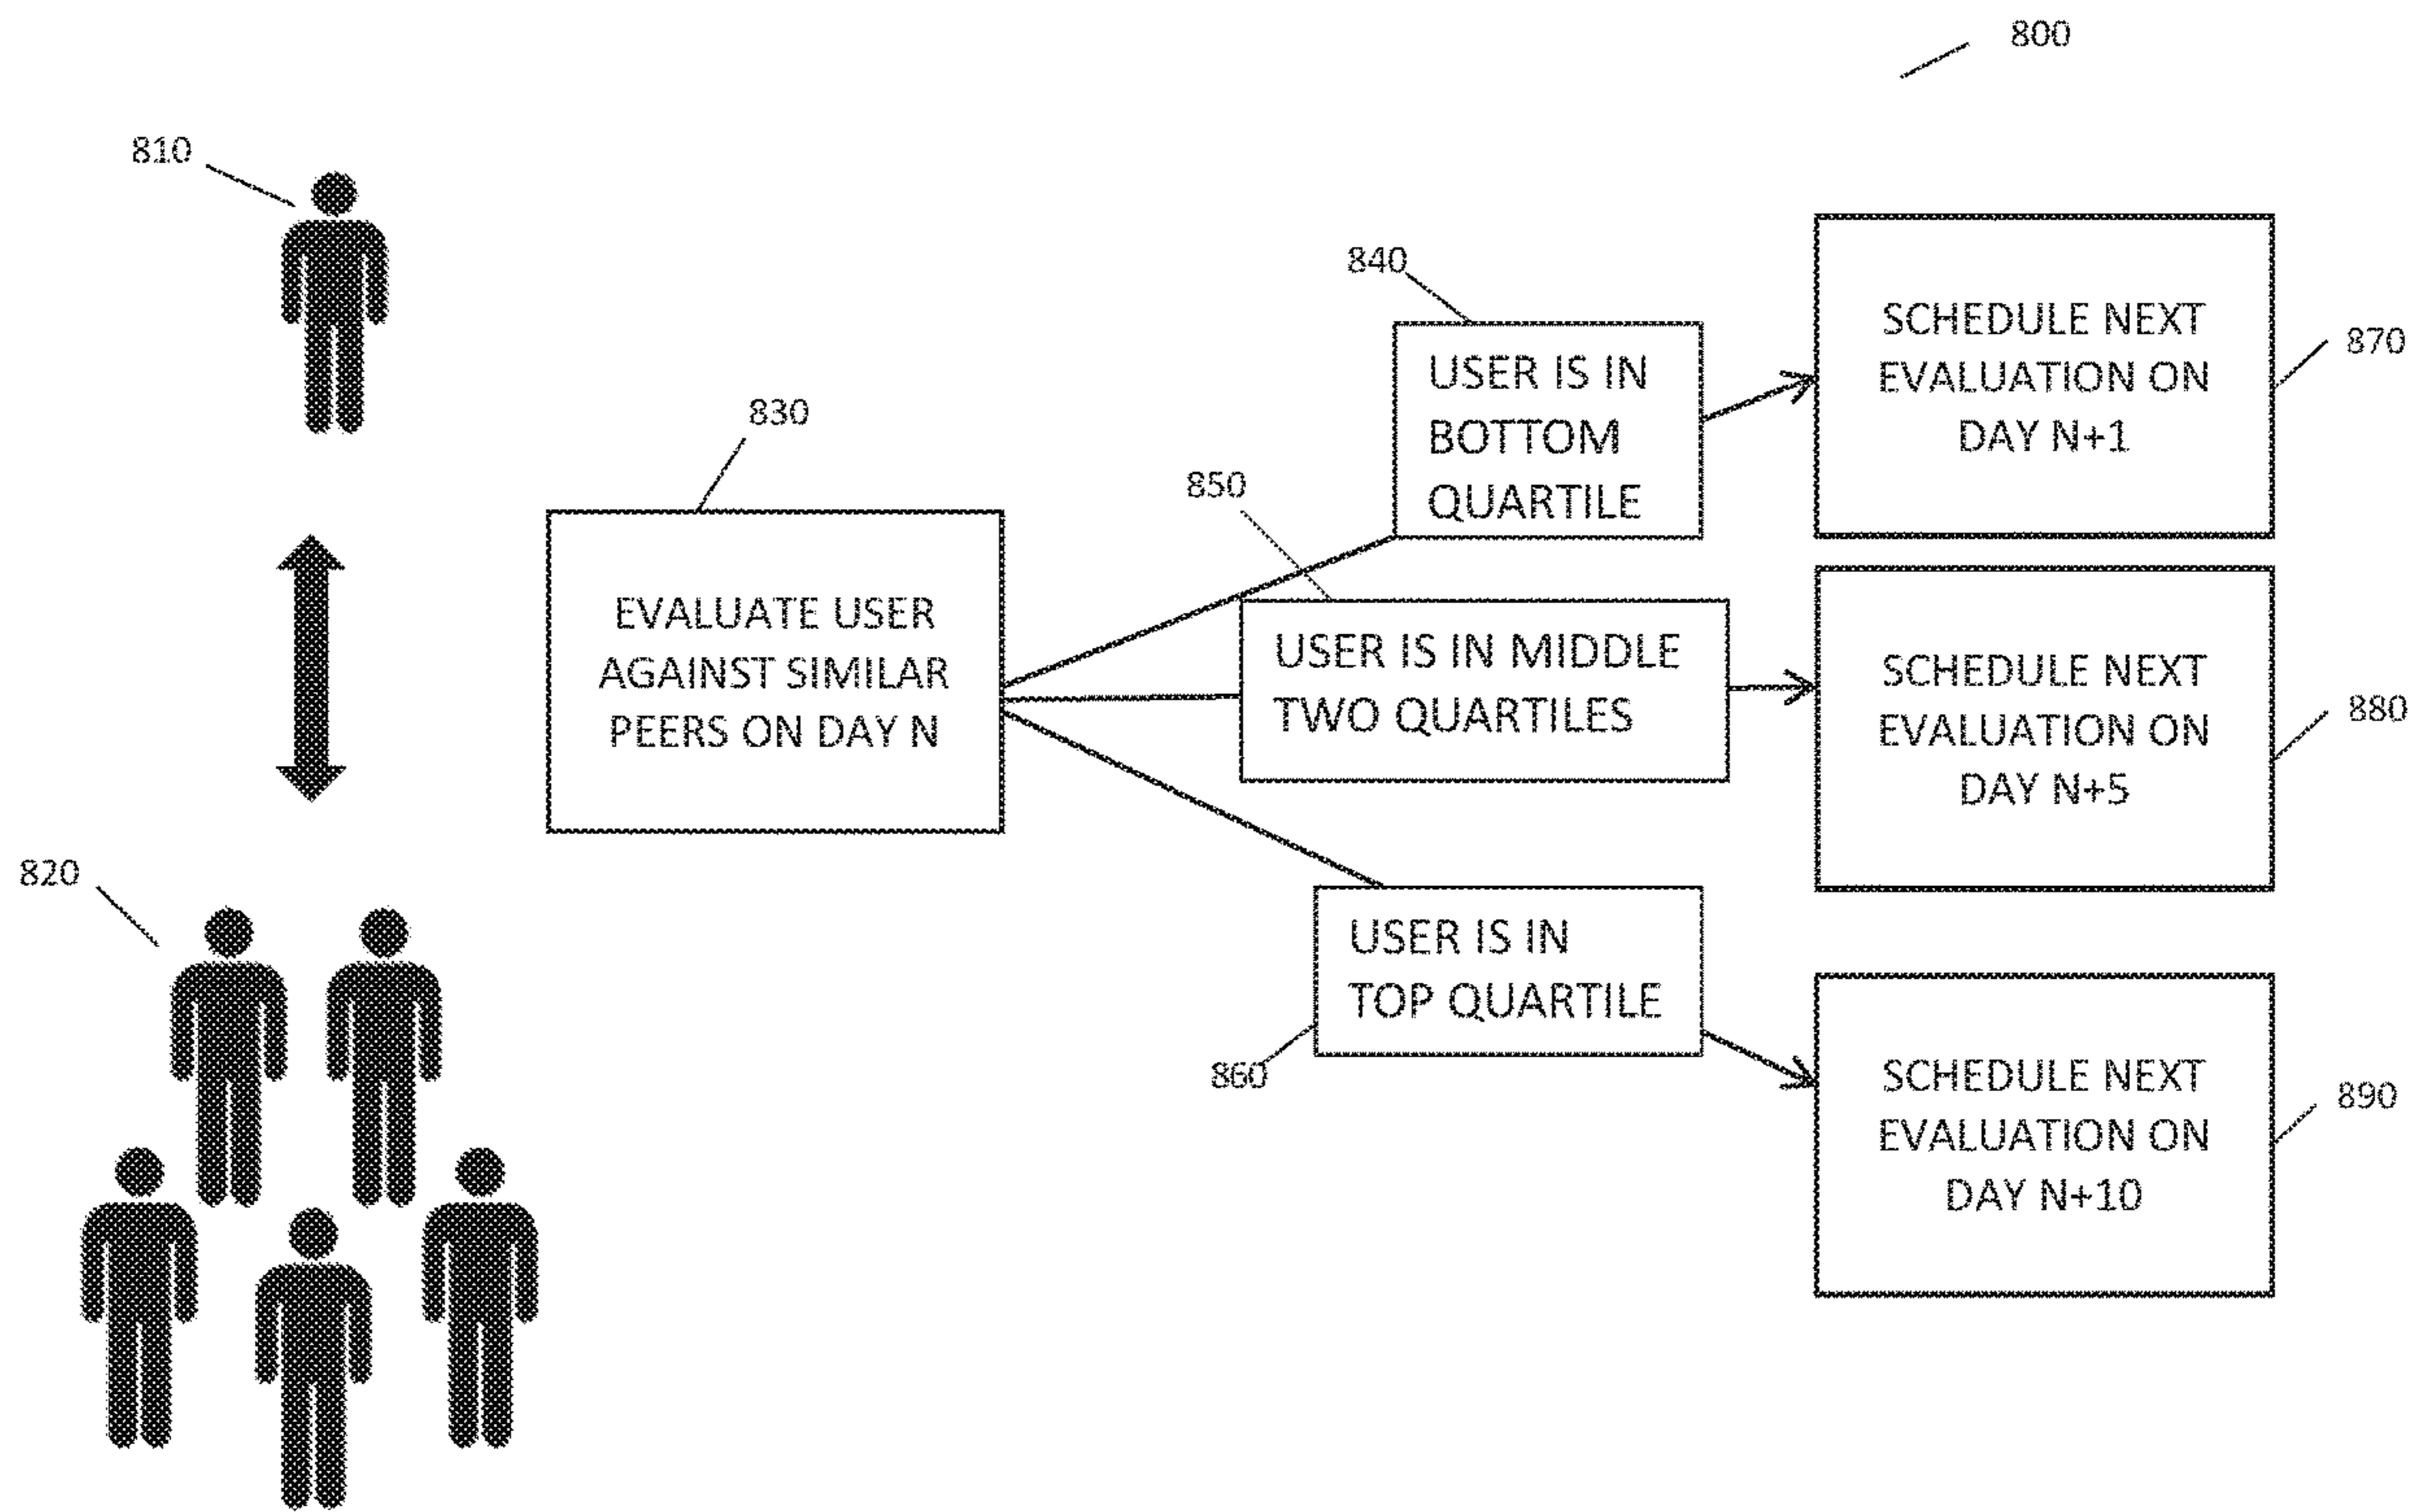 800
810
820
830
EVALUATE USER
AGAINST SIMILAR
PEERS ON DAY N
840
USER IS IN
BOTTOM
QUARTILE
850
USER IS IN MIDDLE
TWO QUARTILES
860
USER IS IN
TOP QUARTILE
870
SCHEDULE NEXT
EVALUATION ON
DAY N+1
880
SCHEDULE NEXT
EVALUATION ON
DAY N+5
890
SCHEDULE NEXT
EVALUATION ON
DAY N+10